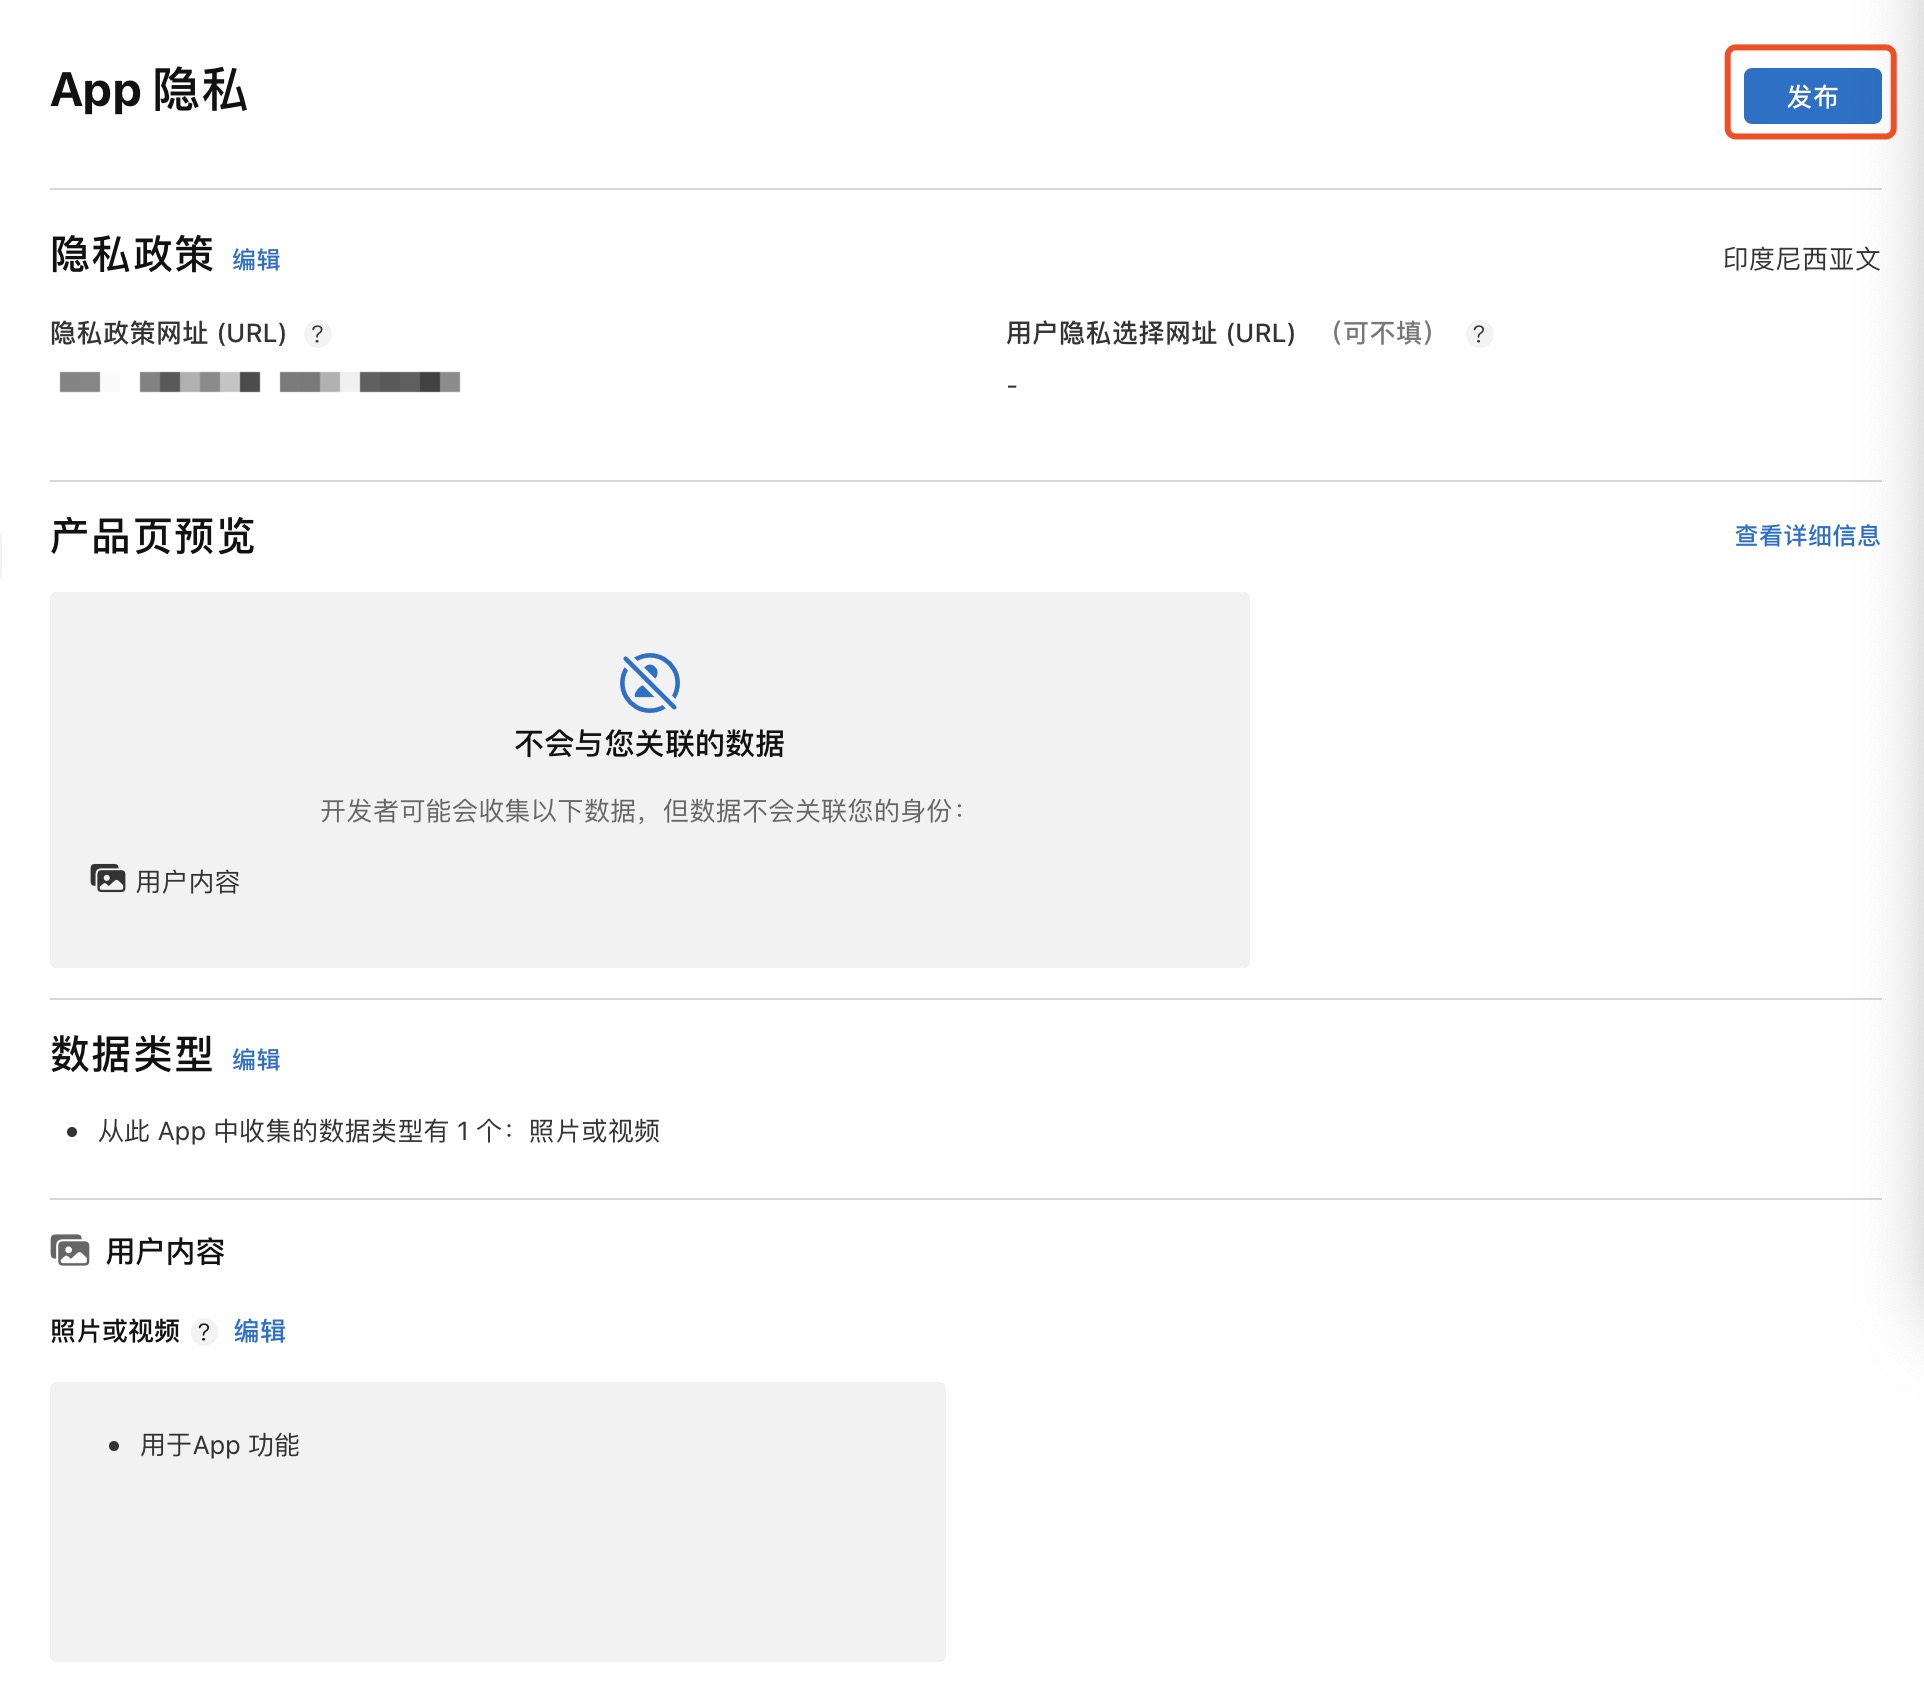 App 隐私
发布
隐私政策 编辑
印度尼西亚文
隐私政策网址 (URL) ?
用户隐私选择网址 (URL) （可不填） ?
-
产品页预览
查看详细信息
不会与您关联的数据
开发者可能会收集以下数据，但数据不会关联您的身份：
用户内容
数据类型 编辑
• 从此 App 中收集的数据类型有 1 个：照片或视频
用户内容
照片或视频 ? 编辑
• 用于App 功能